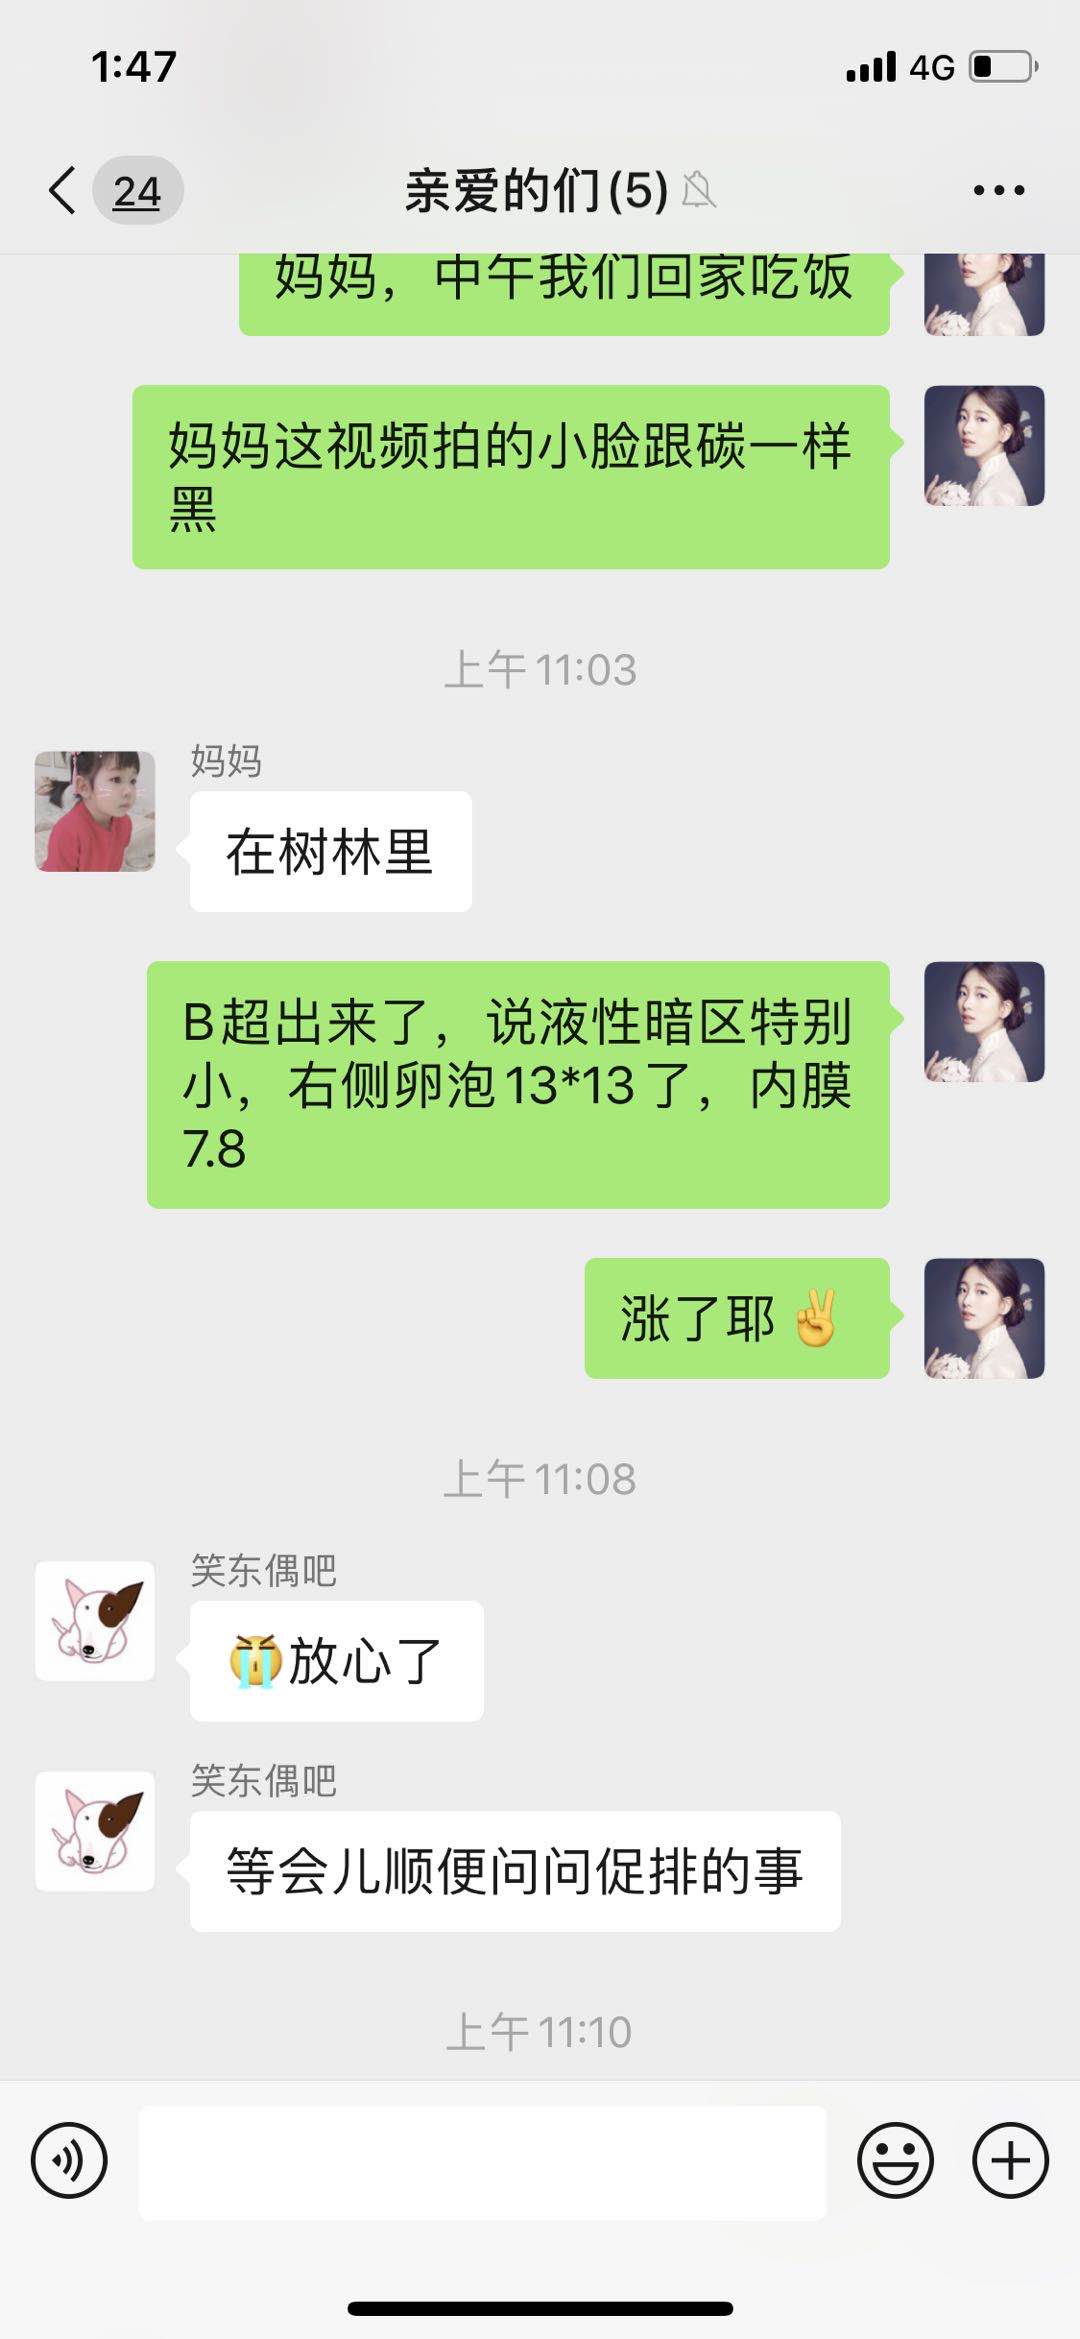 1:47
4G
24
亲爱的们(5)
妈妈，中午我们回家吃饭
妈妈这视频拍的小脸跟碳一样
黑
上午 11:03
妈妈
在树林里
B超出来了，说液性暗区特别
小，右侧卵泡13*13了，内膜
7.8
涨了耶✌️
上午 11:08
笑东偶吧
😭放心了
笑东偶吧
等会儿顺便问问促排的事
上午 11:10